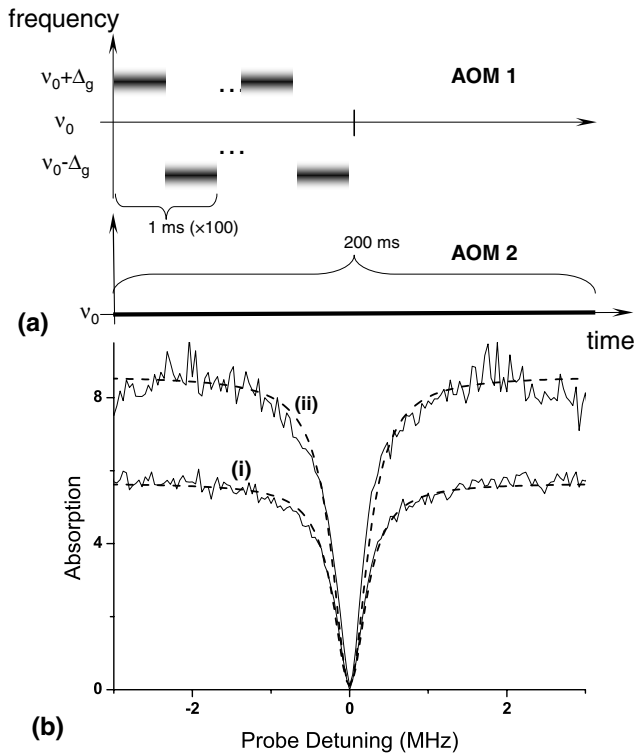 frequency
ν₀+Δg
AOM 1
...
ν₀
...
ν₀-Δg
1 ms (×100)
200 ms
AOM 2
(a)
ν₀
time
8
(ii)
(i)
4
Absorption
0
-2
0
2
(b)
Probe Detuning (MHz)